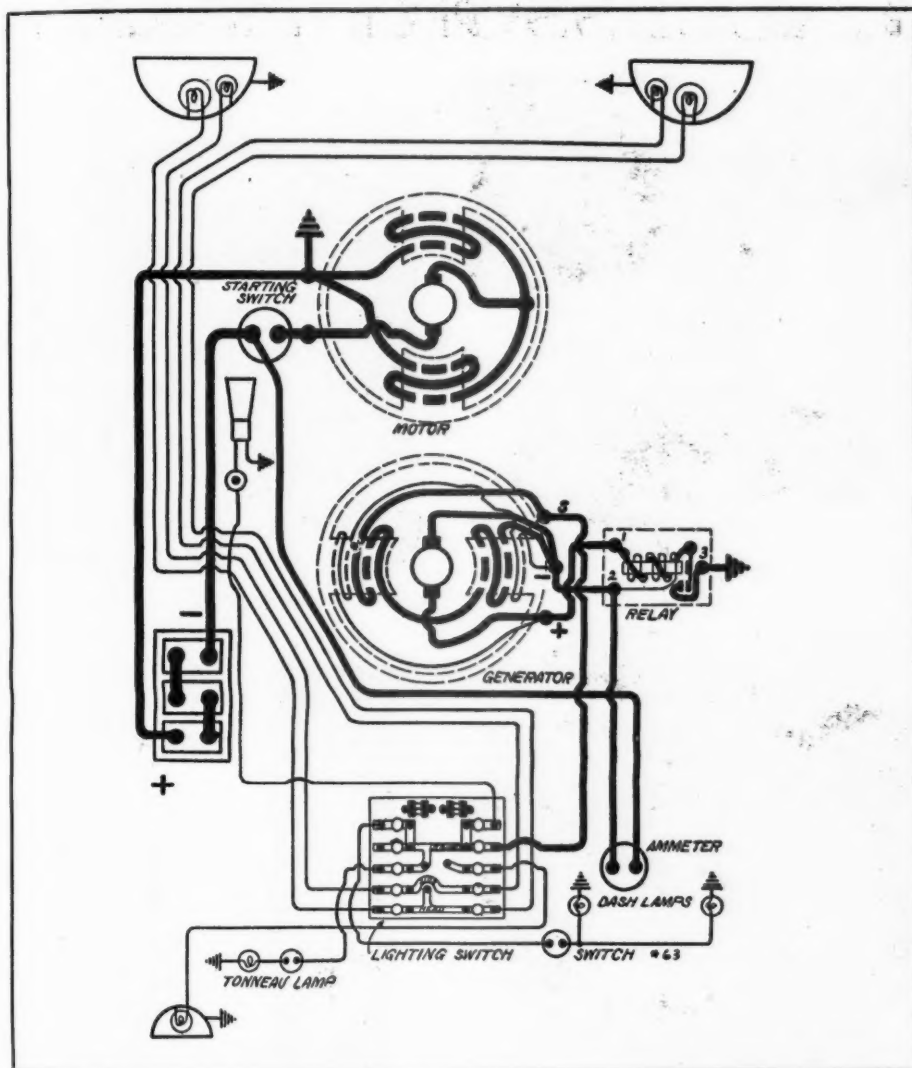 STARTING
SWITCH
MOTOR
S
1
3
2
-
+
RELAY
GENERATOR
-
+
AMMETER
DASH LAMPS
LIGHTING SWITCH
SWITCH #63
TONNEAU LAMP